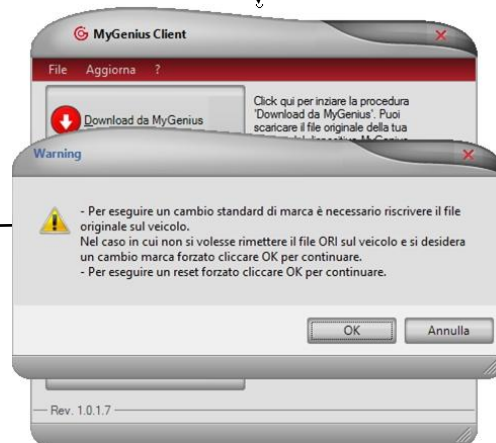 MyGenius Client
File Aggiorna ?
Download da MyGenius
Click qui per inziare la procedura
'Download da MyGenius'. Puoi
scaricare il file originale della tua
Warning
- Per eseguire un cambio standard di marca è necessario riscrivere il file
originale sul veicolo.
Nel caso in cui non si volesse rimettere il file ORI sul veicolo e si desidera
un cambio marca forzato cliccare OK per continuare.
- Per eseguire un reset forzato cliccare OK per continuare.
OK Annulla
Rev. 1.0.1.7